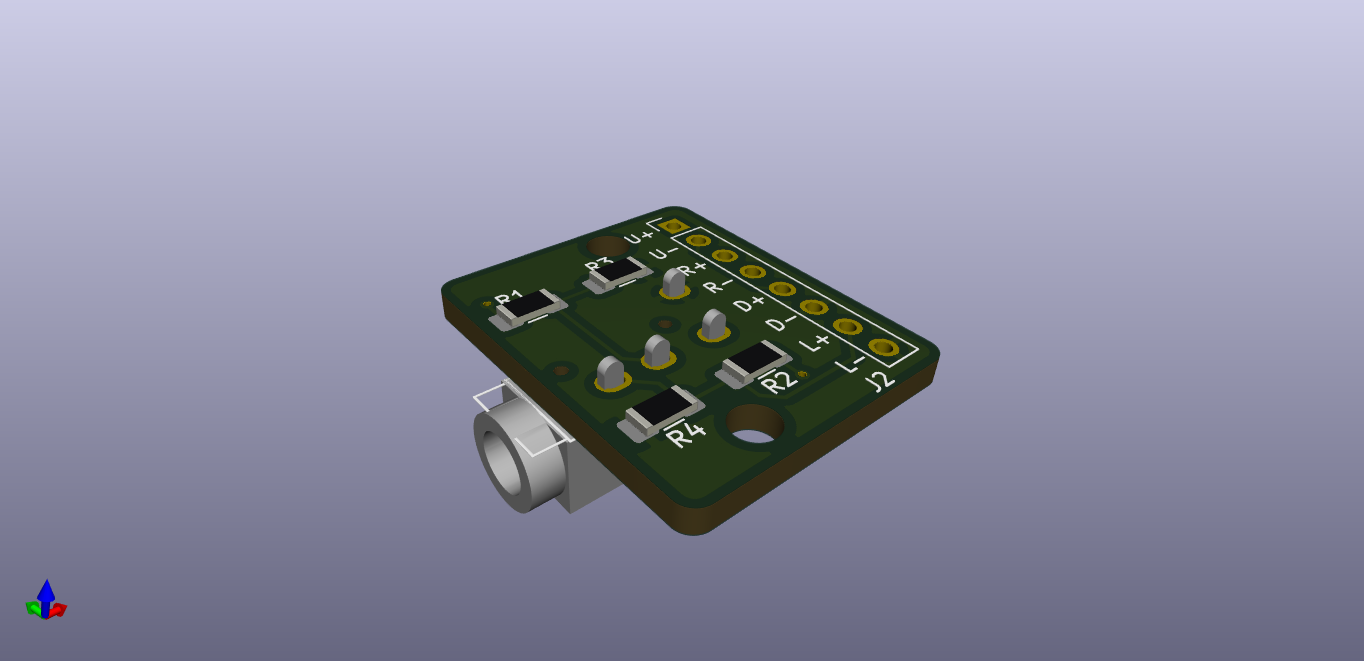 U+
U-
R+
R-
D+
D-
L+
L-
J2
R3
R1
R2
R4